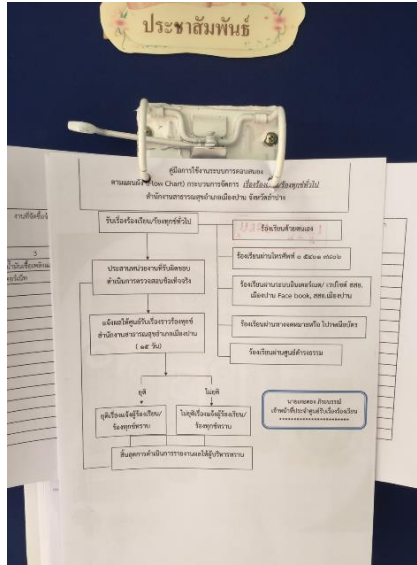 ประชาสัมพันธ์
คู่มือการใช้งานระบบการตอบสนอง
ตามแผนผัง (Flow Chart) กระบวนการจัดการ เรื่องร้องเรียน/ร้องทุกข์ทั่วไป
สำนักงานสาธารณสุขอำเภอเมืองปาน จังหวัดลำปาง
รับเรื่องร้องเรียน/ร้องทุกข์ทั่วไป
ร้องเรียนด้วยตนเอง
ประสานหน่วยงานที่รับผิดชอบ
ดำเนินการตรวจสอบข้อเท็จจริง
ร้องเรียนผ่านโทรศัพท์
ร้องเรียนผ่านระบบอินเตอร์เนต/ เวปไซต์ สสอ.
เมืองปาน Face book, สสอ.เมืองปาน
แจ้งผลให้ศูนย์รับเรื่องราวร้องทุกข์
สำนักงานสาธารณสุขอำเภอเมืองปาน
( ๑๕ วัน)
ร้องเรียนผ่านทางจดหมายหรือ ไปรษณียบัตร
ร้องเรียนผ่านศูนย์ดำรงธรรม
ยุติ
ไม่ยุติ
ยุติเรื่องแจ้งผู้ร้องเรียน/
ร้องทุกข์ทราบ
ไม่ยุติเรื่องแจ้งผู้ร้องเรียน/
ร้องทุกข์ทราบ
เจ้าหน้าที่ประจำศูนย์รับเรื่องร้องเรียน
************************
สิ้นสุดการดำเนินการรายงานผลให้ผู้บริหารทราบ